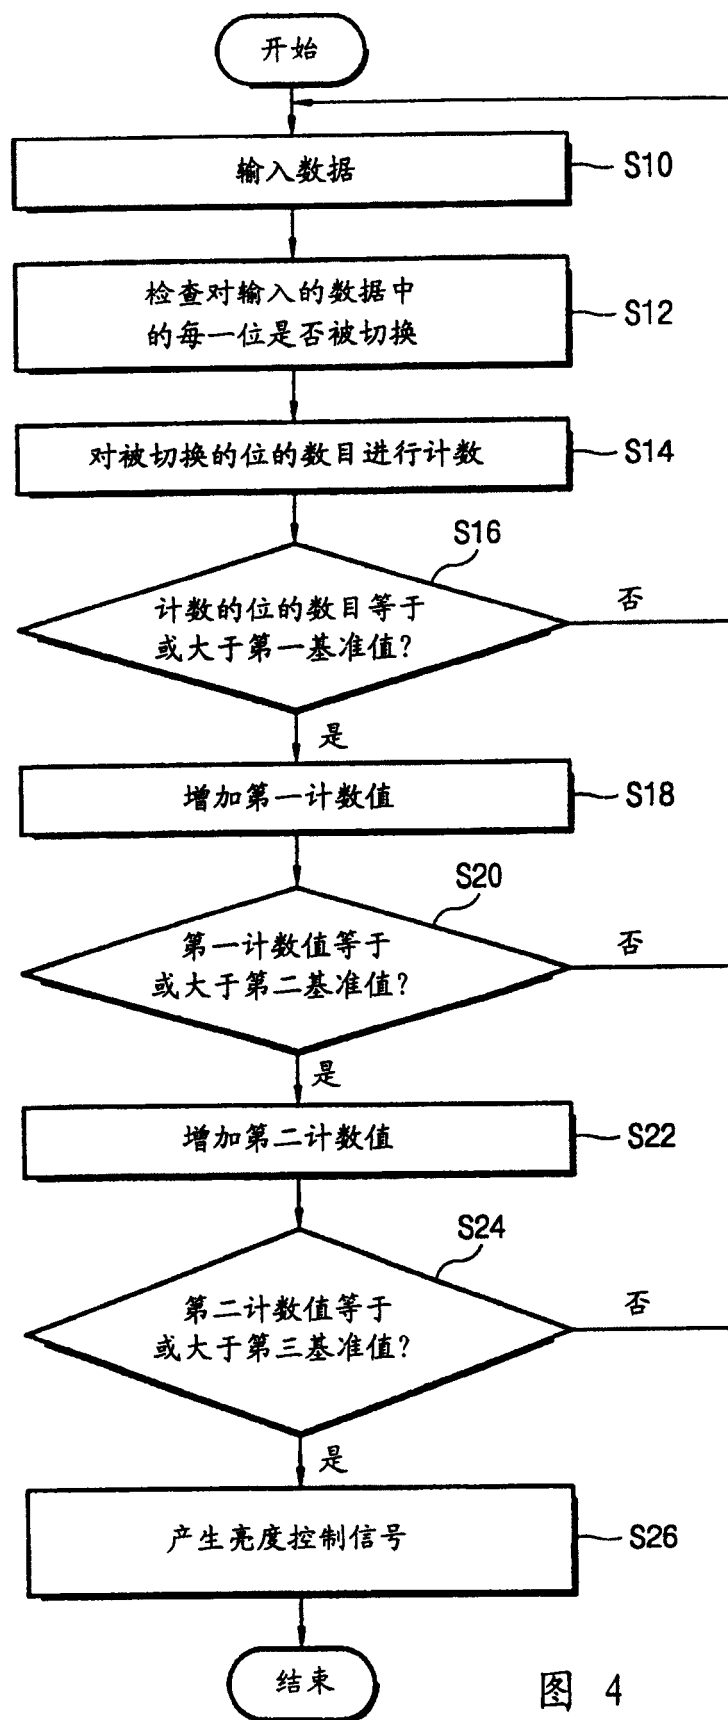 开始
输入数据
S10
检查对输入的数据中
的每一位是否被切换
S12
对被切换的位的数目进行计数
S14
S16
计数的位的数目等于
或大于第一基准值?
否
是
增加第一计数值
S18
S20
第一计数值等于
或大于第二基准值?
否
是
增加第二计数值
S22
S24
第二计数值等于
或大于第三基准值?
否
是
产生亮度控制信号
S26
结束
图 4